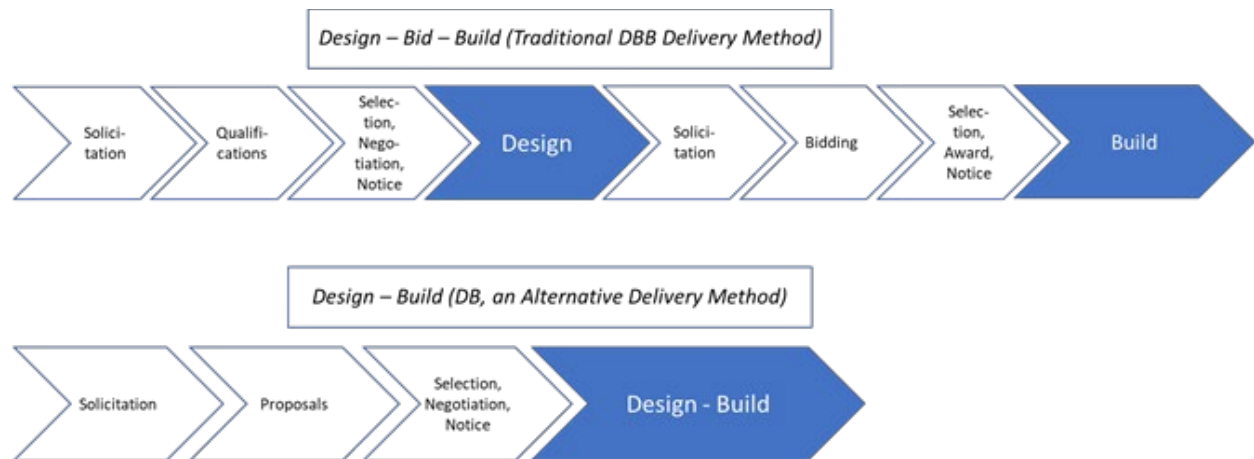 Design – Bid – Build (Traditional DBB Delivery Method)
Solici-
tation
Qualifi-
cations
Selec-
tion,
Nego-
tiation,
Notice
Design
Solici-
tation
Bidding
Selec-
tion,
Award,
Notice
Build
Design – Build (DB, an Alternative Delivery Method)
Solicitation
Proposals
Selection,
Negotiation,
Notice
Design - Build